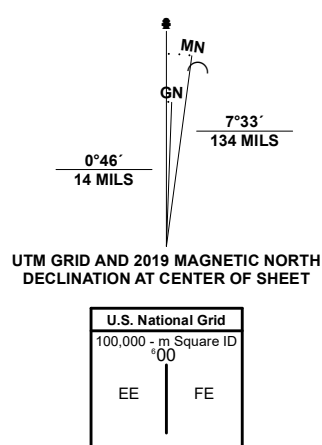 MN
GN
7°33´
134 MILS
0°46´
14 MILS
UTM GRID AND 2019 MAGNETIC NORTH
DECLINATION AT CENTER OF SHEET
U.S. National Grid
100,000 - m Square ID
⁶00
EE FE